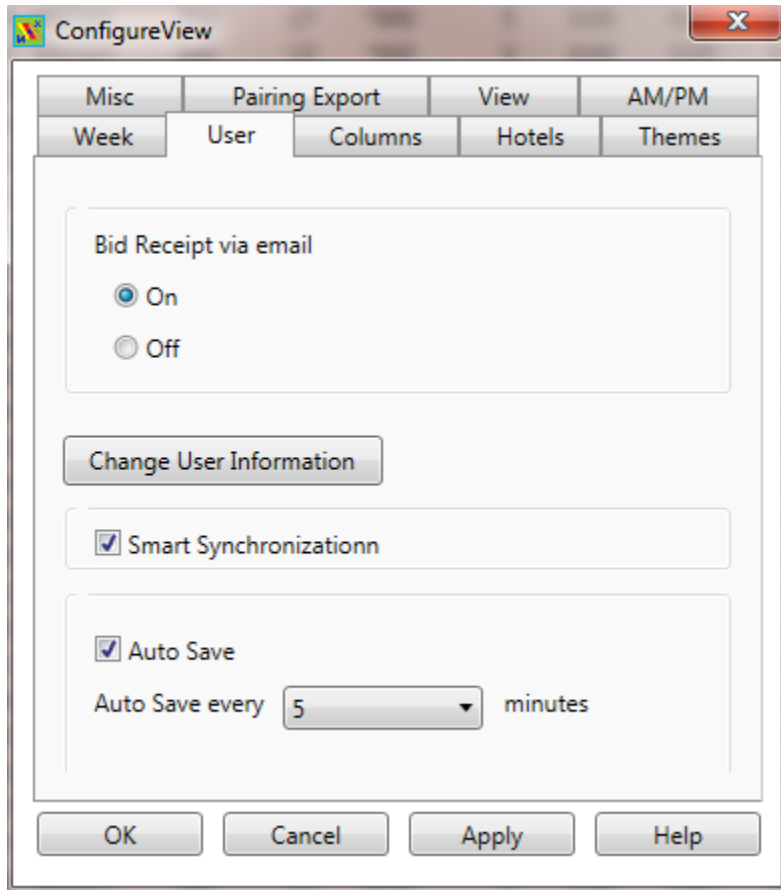 ConfigureView
Misc Pairing Export View AM/PM
Week User Columns Hotels Themes
Bid Receipt via email
On
Off
Change User Information
Smart Synchronizationn
Auto Save
Auto Save every 5 minutes
OK Cancel Apply Help